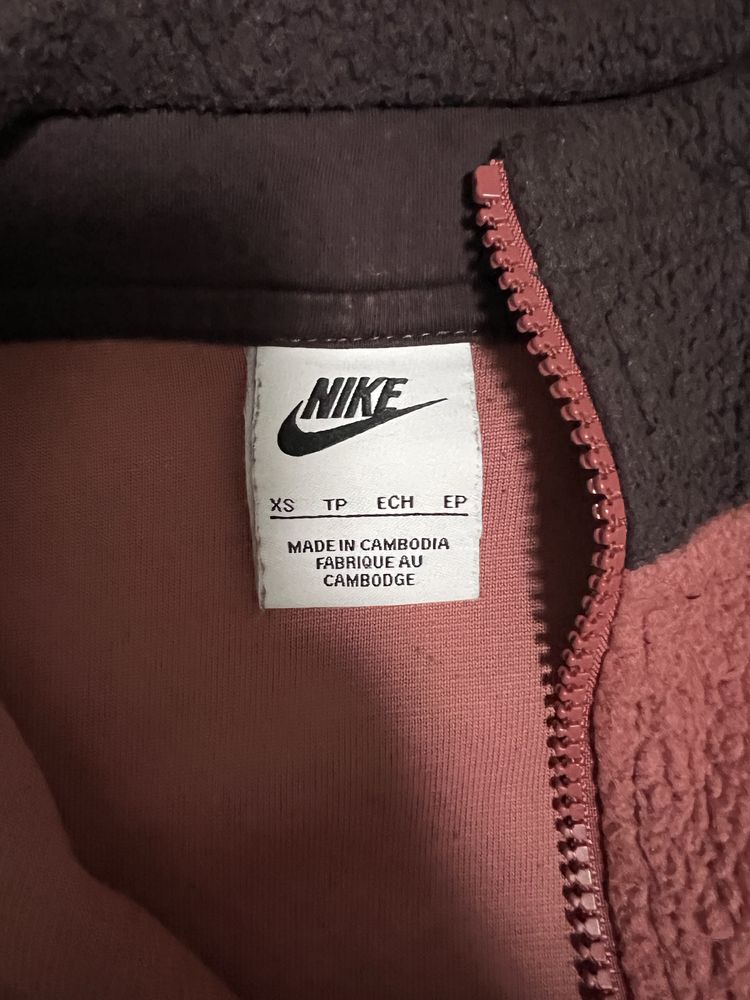 NIKE
XS TP ECH EP
MADE IN CAMBODIA
FABRIQUE AU
CAMBODGE